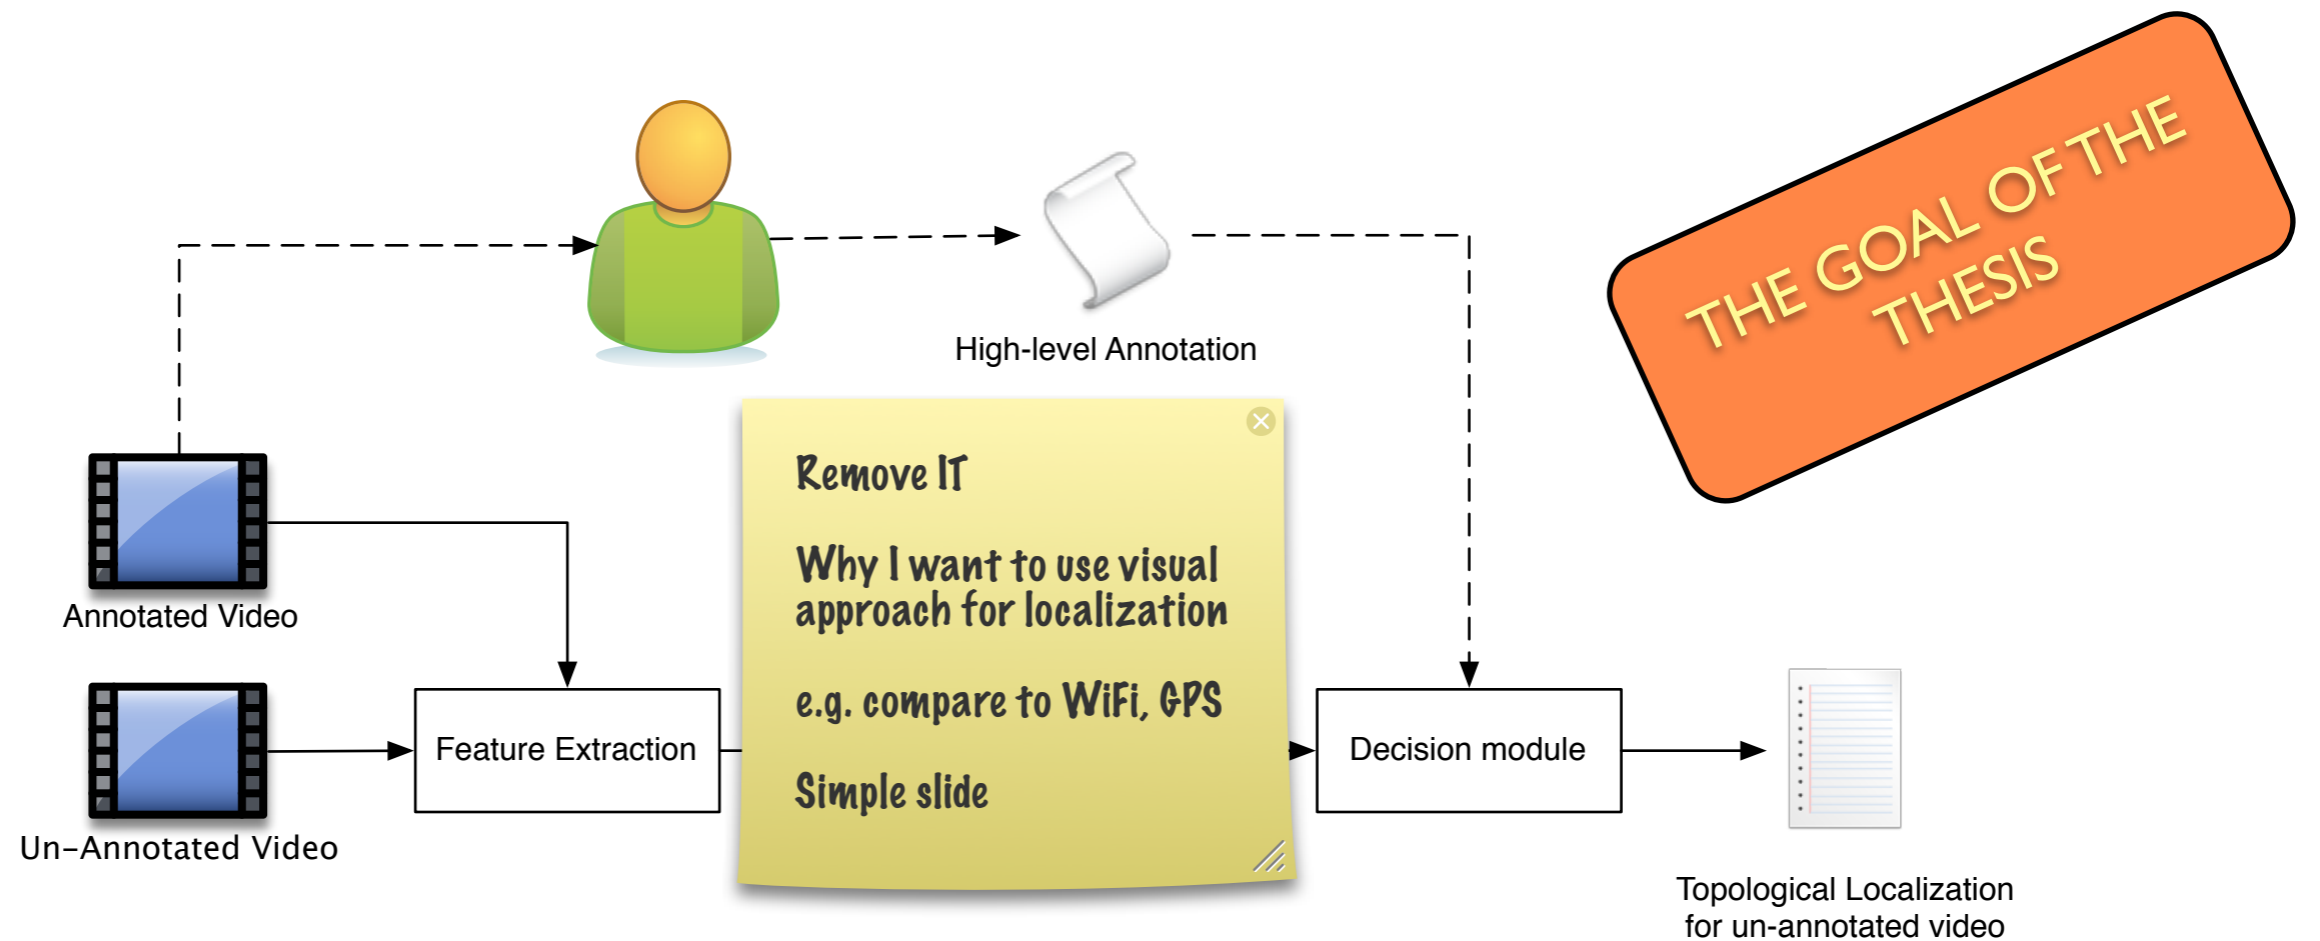 THE GOAL OF THE
THESIS
High-level Annotation
Remove IT
Why I want to use visual
approach for localization
e.g. compare to WiFi, GPS
Simple slide
Annotated Video
Un-Annotated Video
Feature Extraction
Decision module
Topological Localization
for un-annotated video